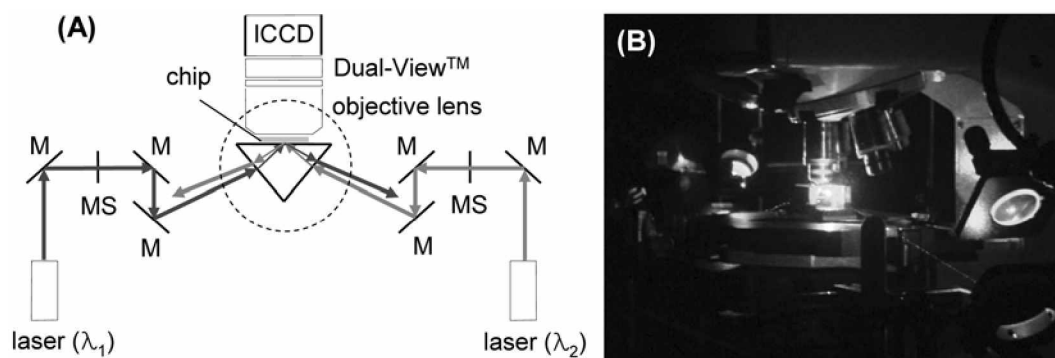 (A)
ICCD
Dual-View™
chip
objective lens
M M M M
MS MS
M M
laser (λ₁) laser (λ₂)
(B)